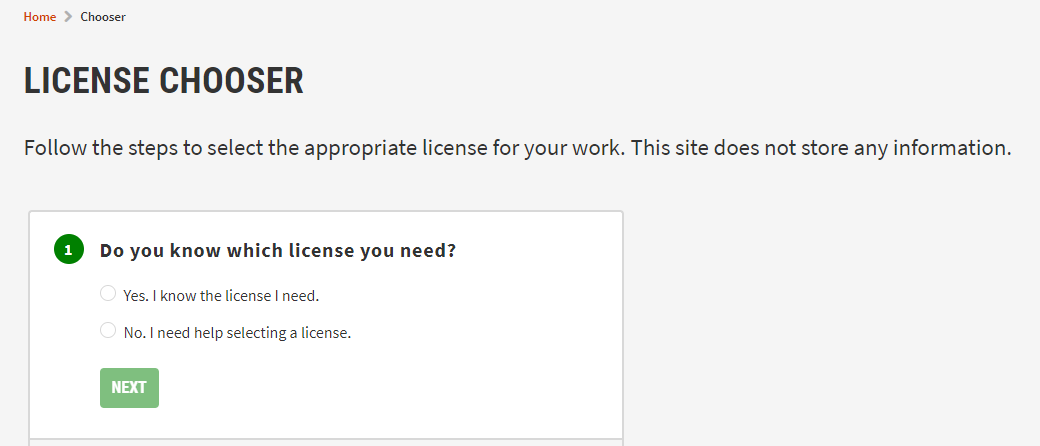 Home > Chooser
LICENSE CHOOSER
Follow the steps to select the appropriate license for your work. This site does not store any information.
1 Do you know which license you need?
Yes. I know the license I need.
No. I need help selecting a license.
NEXT